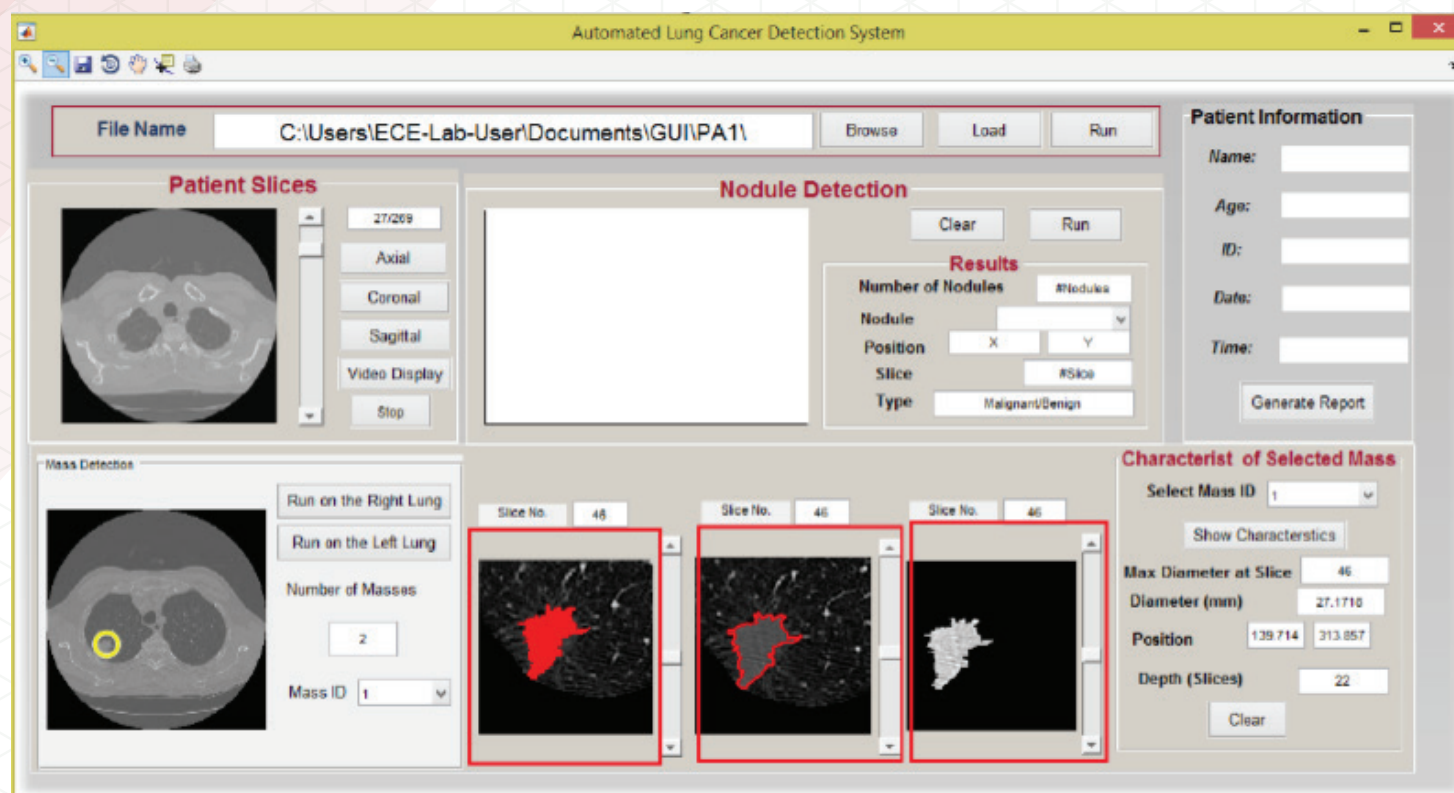 Automated Lung Cancer Detection System
File Name C:\Users\ECE-Lab-User\Documents\GUI\PA1\ Browse Load Run
Patient Information
Name:
Age:
ID:
Date:
Time:
Generate Report
Patient Slices
27/269
Axial
Coronal
Sagittal
Video Display
Stop
Nodule Detection
Clear Run
Results
Number of Nodules #Nodules
Nodule
Position X Y
Slice #Slice
Type Malignant/Benign
Mass Detection
Run on the Right Lung
Run on the Left Lung
Number of Masses
2
Mass ID 1
Slice No. 46
Slice No. 46
Slice No. 46
Characterist of Selected Mass
Select Mass ID 1
Show Characterstics
Max Diameter at Slice 46
Diameter (mm) 27.1718
Position 139.714 313.857
Depth (Slices) 22
Clear